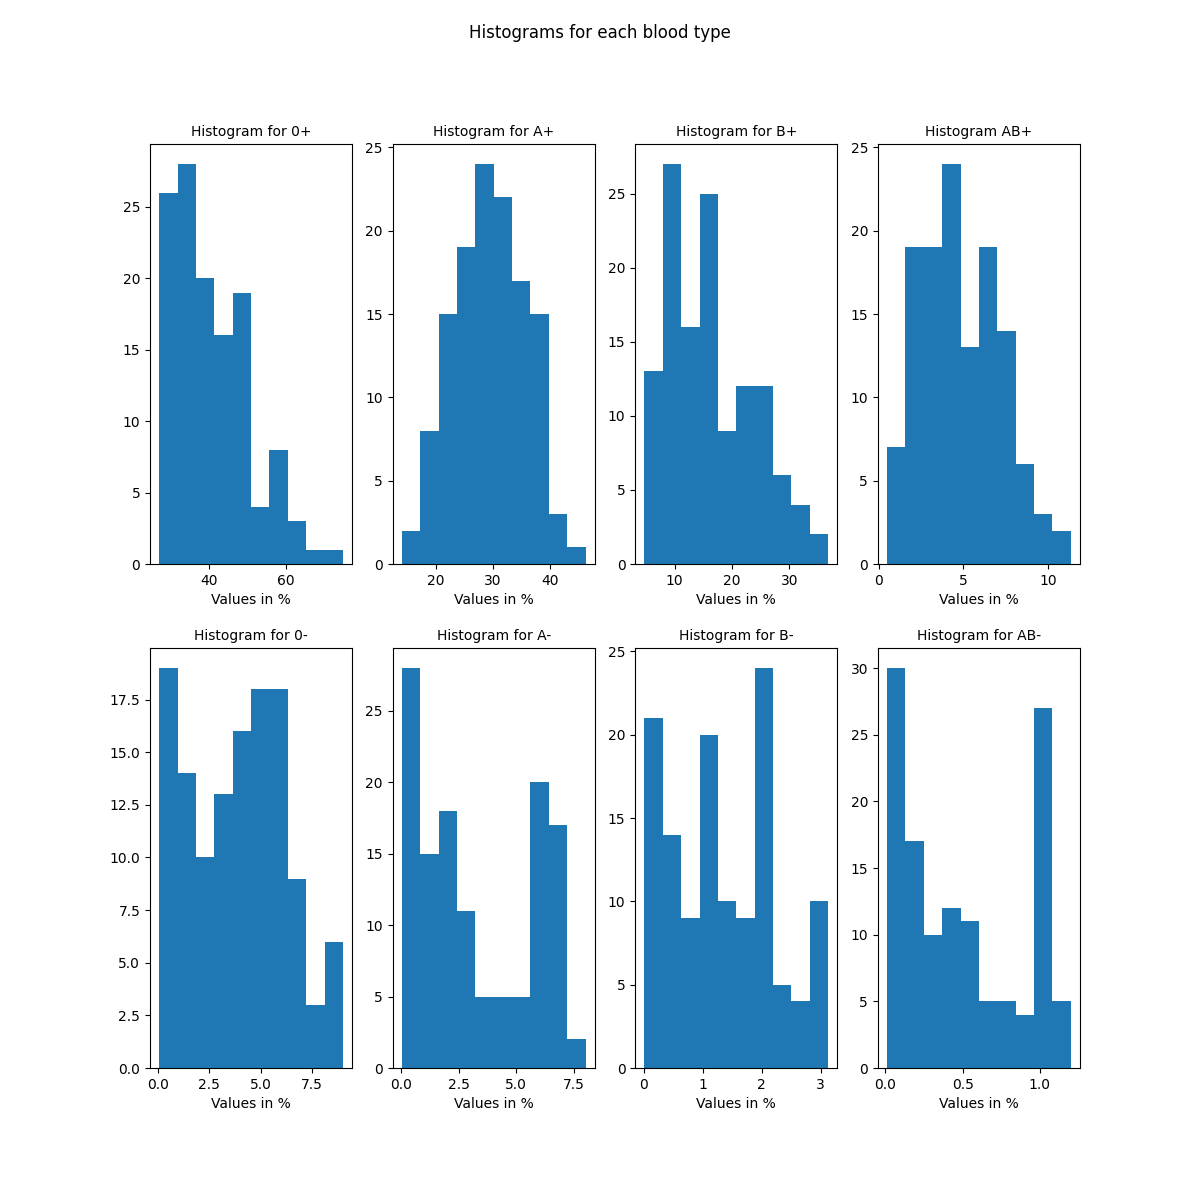 Histograms for each blood type
Histogram for 0+
25
20
15
10
5
0
40 60
Values in %
Histogram for A+
25
20
15
10
5
0
20 30 40
Values in %
Histogram for B+
25
20
15
10
5
0
10 20 30
Values in %
Histogram AB+
25
20
15
10
5
0
0 5 10
Values in %
Histogram for 0-
17.5
15.0
12.5
10.0
7.5
5.0
2.5
0.0
0.0 2.5 5.0 7.5
Values in %
Histogram for A-
25
20
15
10
5
0
0.0 2.5 5.0 7.5
Values in %
Histogram for B-
25
20
15
10
5
0
0 1 2 3
Values in %
Histogram for AB-
30
25
20
15
10
5
0
0.0 0.5 1.0
Values in %